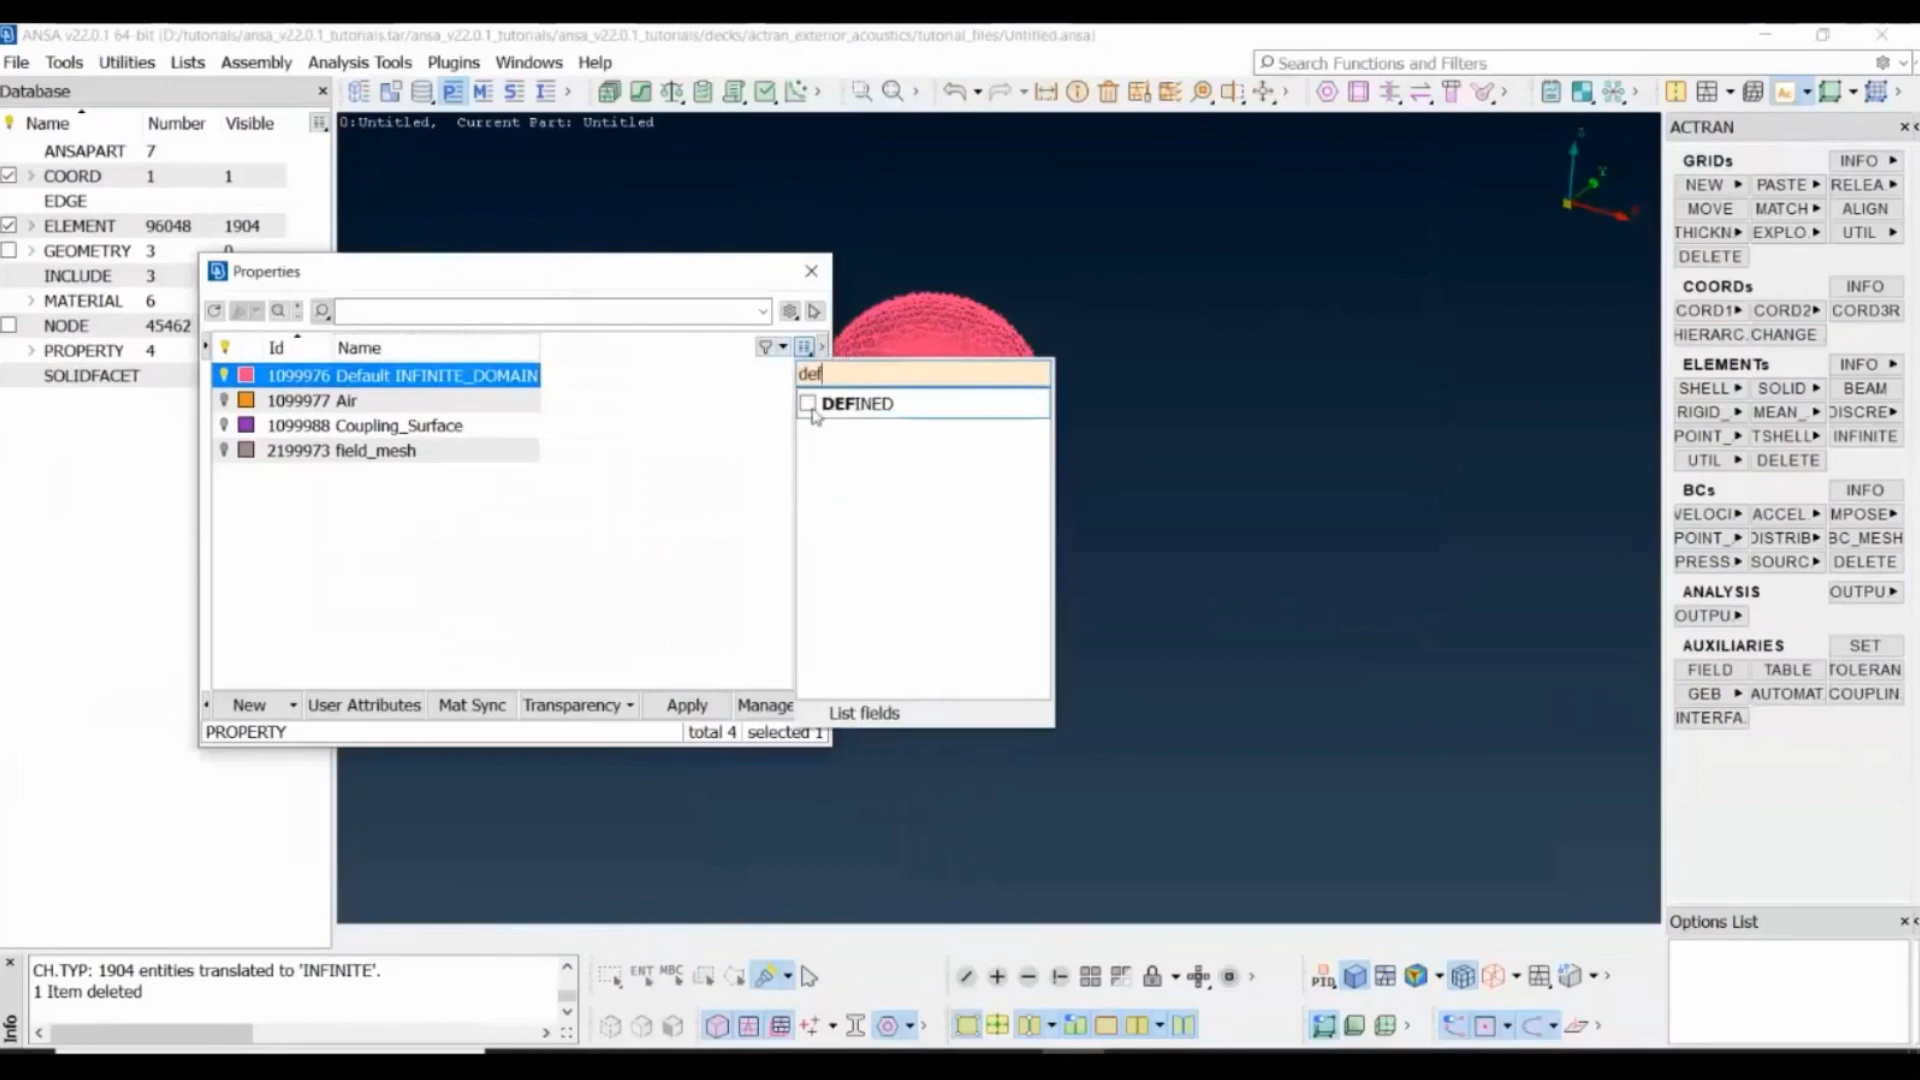 ANSA v22.0.1 64-bit (D:/tutorials/ansa_v22.0.1_tutorials.tar/ansa_v22.0.1_tutorials/ansa_v22.0.1_tutorials/decks/actran_exterior_acoustics/tutorial_files/Untitled.ansa)
File Tools Utilities Lists Assembly Analysis Tools Plugins Windows Help
Search Functions and Filters
Database
Name Number Visible
ANSAPART 7
COORD 1 1
EDGE
ELEMENT 96048 1904
GEOMETRY 3 0
INCLUDE 3
MATERIAL 6
NODE 45462
PROPERTY 4
SOLIDFACET
0:Untitled, Current Part: Untitled
Z
Y
Properties
Id Name
1099976 Default INFINITE_DOMAIN
1099977 Air
1099988 Coupling_Surface
2199973 field_mesh
def
DEFINED
List fields
New User Attributes Mat Sync Transparency Apply Manage
PROPERTY total 4 selected 1
ACTRAN
GRIDs INFO
NEW PASTE RELEA.
MOVE MATCH ALIGN
THICKN EXPLO. UTIL
DELETE
COORDs INFO
CORD1 CORD2 CORD3R
HIERARC.CHANGE
ELEMENTs INFO
SHELL SOLID BEAM
RIGID_ MEAN_ DISCRE
POINT_ TSHELL INFINITE
UTIL DELETE
BCs INFO
VELOCI ACCEL. MPOSE
POINT_ DISTRIB BC_MESH
PRESS SOURC DELETE
ANALYSIS OUTPU
OUTPU
AUXILIARIES SET
FIELD TABLE TOLERAN
GEB AUTOMAT COUPLIN
INTERFA.
Options List
CH.TYP: 1904 entities translated to 'INFINITE'.
1 Item deleted
Info
ENT MBC
PID